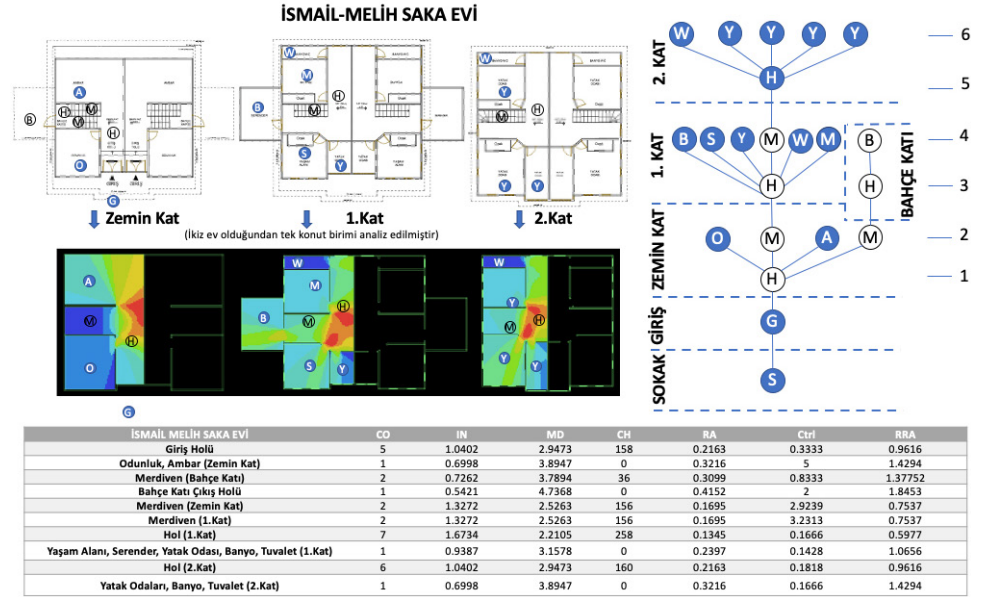 İSMAİL-MELİH SAKA EVİ
Zemin Kat
1.Kat
2.Kat
(İkiz ev olduğundan tek konut birimi analiz edilmiştir)
W Y Y Y Y
H
B S Y M W M
H
B
H
O M A M
H
G
S
2. KAT
1. KAT
BAHÇE KATI
ZEMİN KAT
GİRİŞ
SOKAK
6
5
4
3
2
1
İSMAİL MELİH SAKA EVİ CO IN MD CH RA Ctrl RRA
Giriş Holü 5 1.0402 2.9473 158 0.2163 0.3333 0.9616
Odunluk, Ambar (Zemin Kat) 1 0.6998 3.8947 0 0.3216 5 1.4294
Merdiven (Bahçe Katı) 2 0.7262 3.7894 36 0.3099 0.8333 1.37752
Bahçe Katı Çıkış Holü 1 0.5421 4.7368 0 0.4152 2 1.8453
Merdiven (Zemin Kat) 2 1.3272 2.5263 156 0.1695 2.9239 0.7537
Merdiven (1.Kat) 2 1.3272 2.5263 156 0.1695 3.2313 0.7537
Hol (1.Kat) 7 1.6734 2.2105 258 0.1345 0.1666 0.5977
Yaşam Alanı, Serender, Yatak Odası, Banyo, Tuvalet (1.Kat) 1 0.9387 3.1578 0 0.2397 0.1428 1.0656
Hol (2.Kat) 6 1.0402 2.9473 160 0.2163 0.1818 0.9616
Yatak Odaları, Banyo, Tuvalet (2.Kat) 1 0.6998 3.8947 0 0.3216 0.1666 1.4294